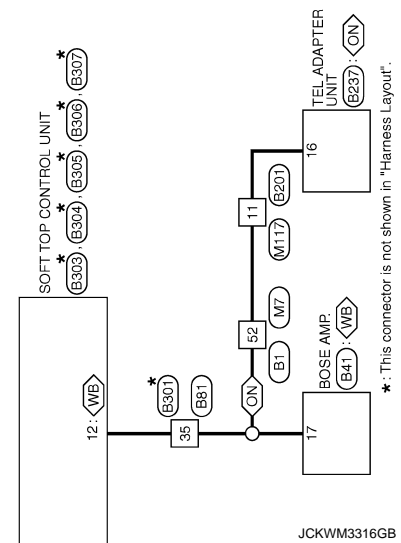 SOFT TOP CONTROL UNIT
* B303 , * B304 , * B305 , * B306 , * B307
12 : WB
* B301
35
B81
ON
52
B1
M7
11
M117
B201
TEL ADAPTER
UNIT
B237 : ON
16
BOSE AMP.
B41 : WB
17
* : This connector is not shown in "Harness Layout".
JCKWM3316GB